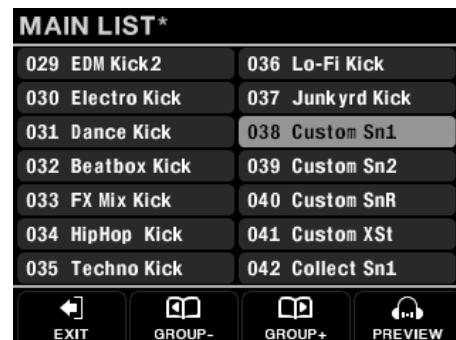 MAIN LIST*
029 EDM Kick2
030 Electro Kick
031 Dance Kick
032 Beatbox Kick
033 FX Mix Kick
034 HipHop Kick
035 Techno Kick
036 Lo-Fi Kick
037 Junkyrd Kick
038 Custom Sn1
039 Custom Sn2
040 Custom SnR
041 Custom XSt
042 Collect Sn1
EXIT
GROUP-
GROUP+
PREVIEW